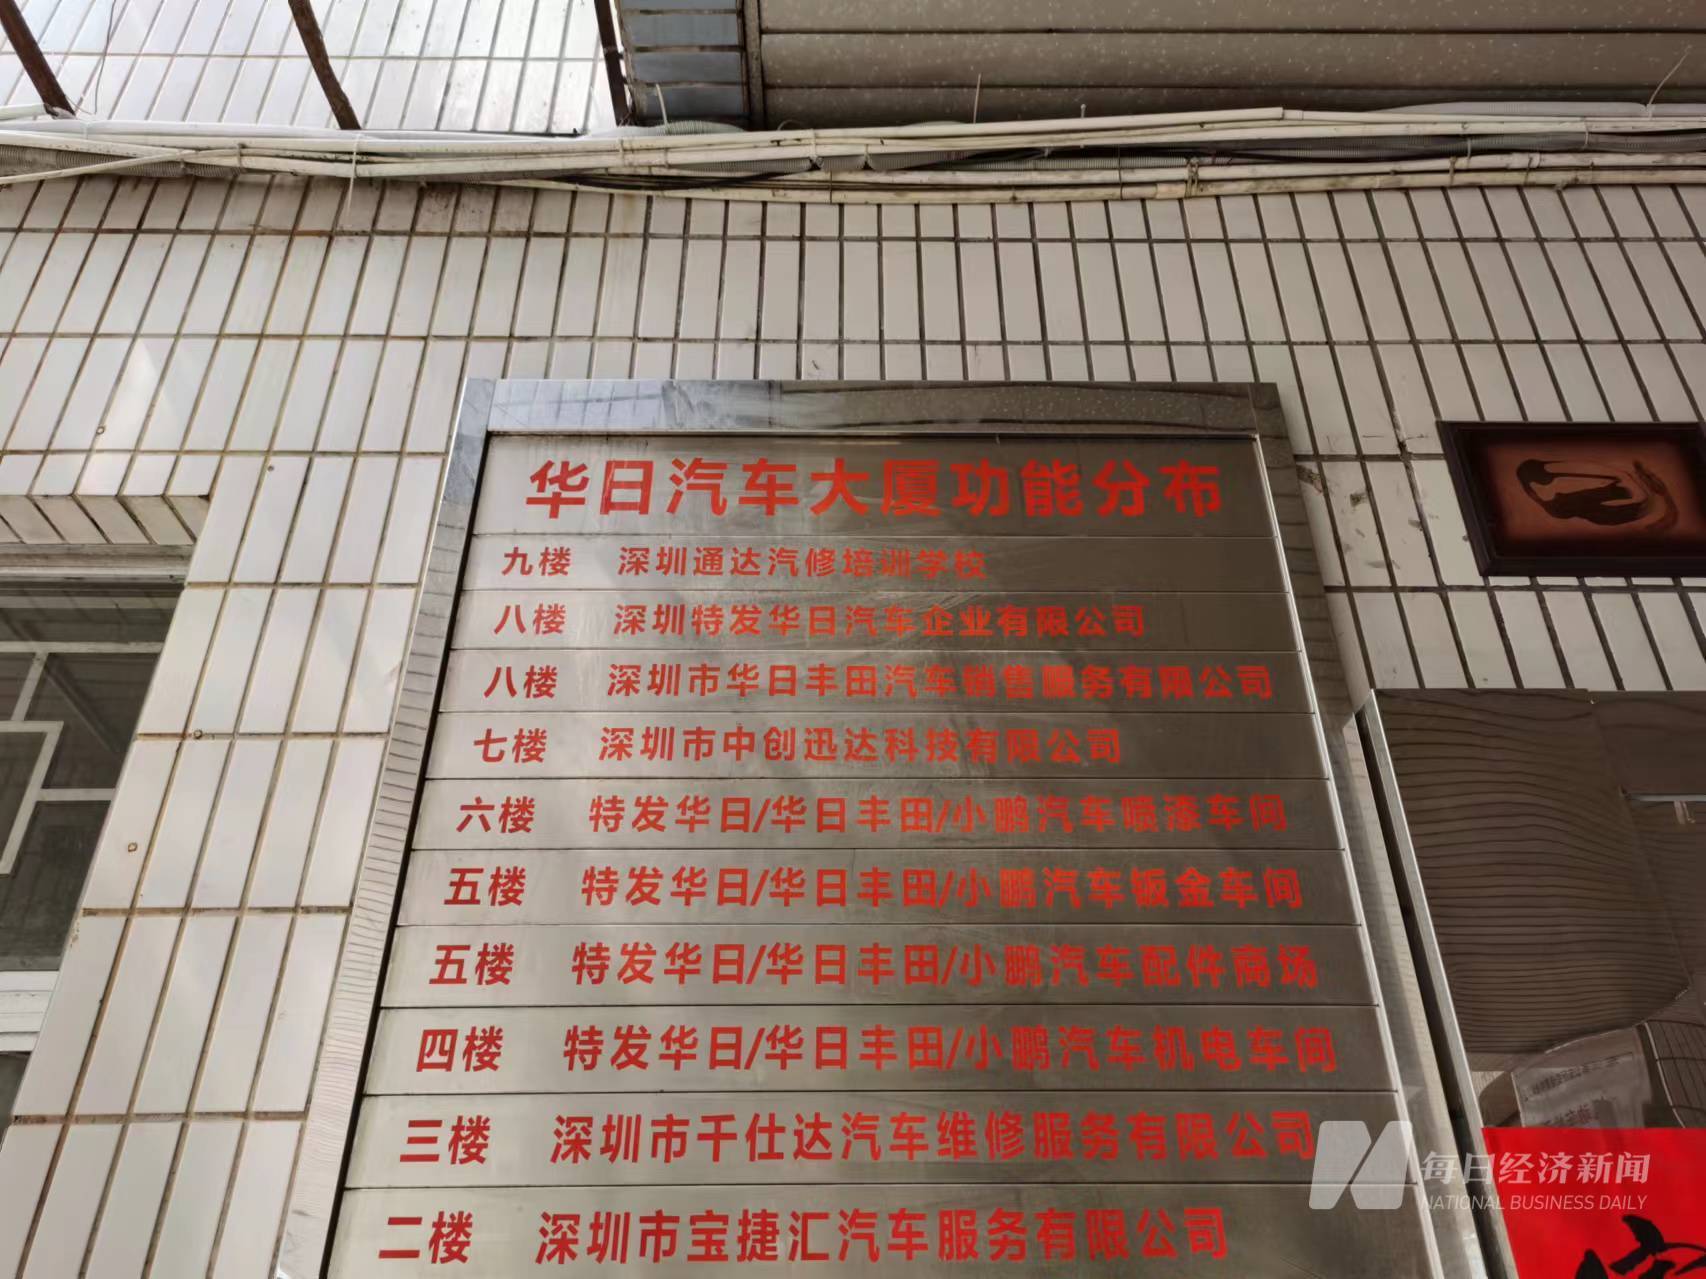 华日汽车大厦功能分布
九楼 深圳通达汽修培训学校
八楼 深圳特发华日汽车企业有限公司
八楼 深圳市华日丰田汽车销售服务有限公司
七楼 深圳市中创迅达科技有限公司
六楼 特发华日/华日丰田/小鹏汽车喷漆车间
五楼 特发华日/华日丰田/小鹏汽车钣金车间
五楼 特发华日/华日丰田/小鹏汽车配件商场
四楼 特发华日/华日丰田/小鹏汽车机电车间
三楼 深圳市千仕达汽车维修服务有限公司
二楼 深圳市宝捷汇汽车服务有限公司
每日经济新闻
NATIONAL BUSINESS DAILY